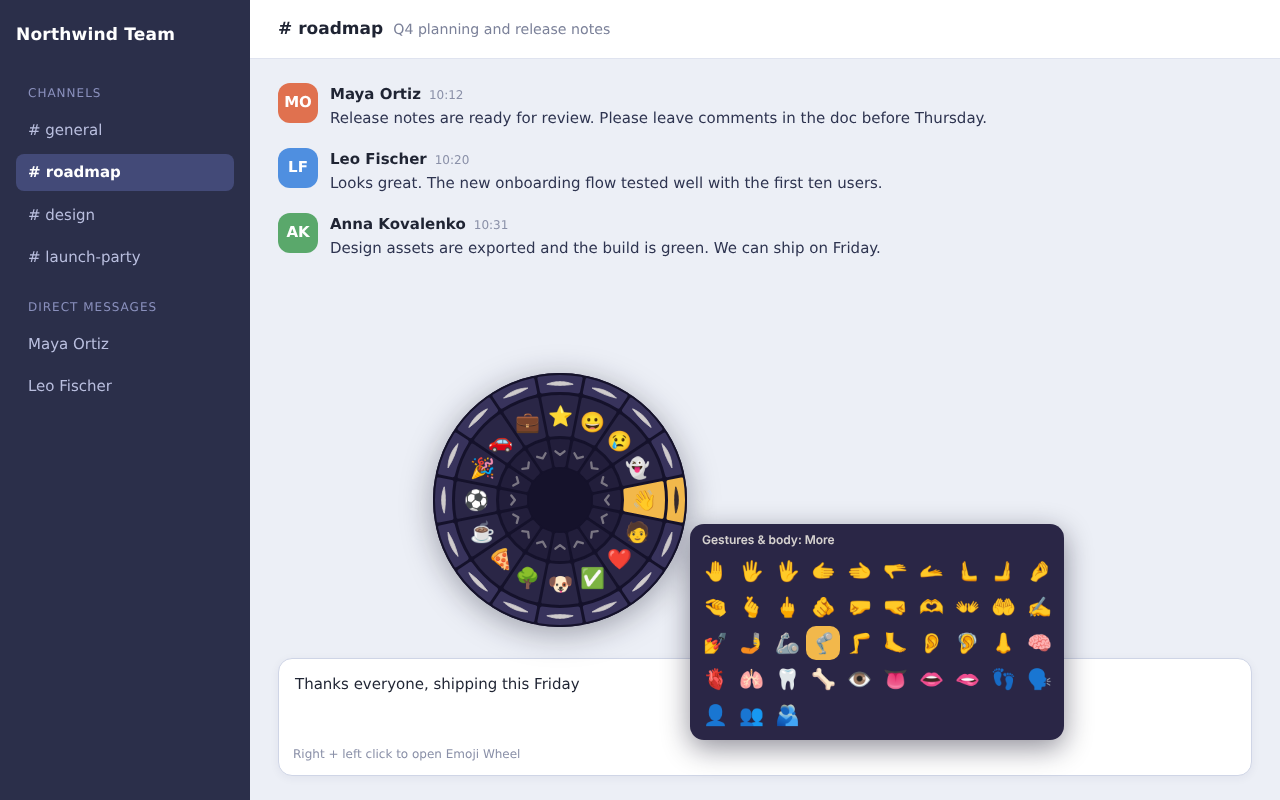 Northwind Team
CHANNELS
# general
# roadmap
# design
# launch-party
DIRECT MESSAGES
Maya Ortiz
Leo Fischer
# roadmap Q4 planning and release notes
MO
Maya Ortiz 10:12
Release notes are ready for review. Please leave comments in the doc before Thursday.
LF
Leo Fischer 10:20
Looks great. The new onboarding flow tested well with the first ten users.
AK
Anna Kovalenko 10:31
Design assets are exported and the build is green. We can ship on Friday.
Gestures & body: More
Thanks everyone, shipping this Friday
Right + left click to open Emoji Wheel